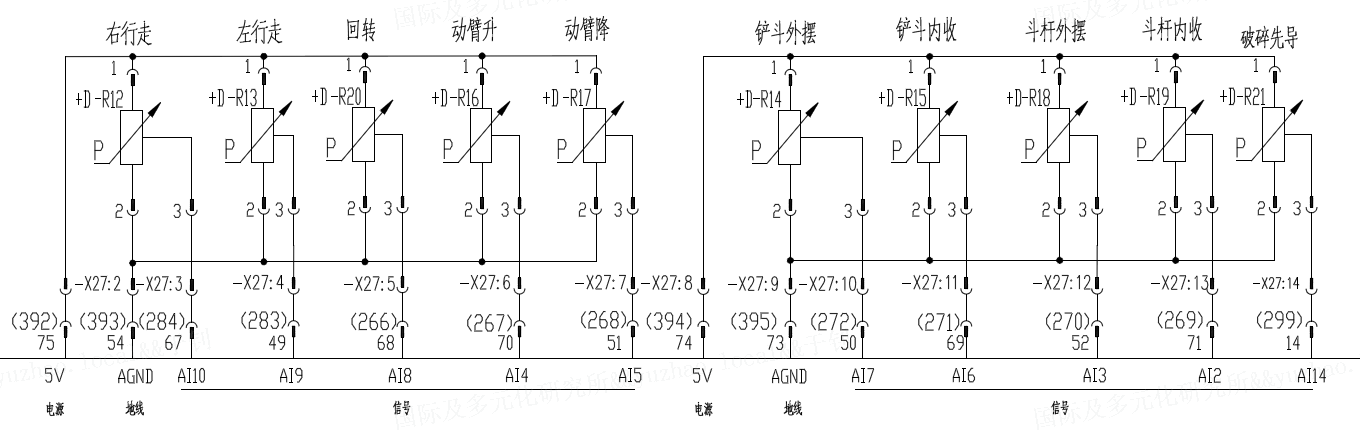 右行走 左行走 回转 动臂升 动臂降 铲斗外摆 铲斗内收 斗杆外摆 斗杆内收 破碎先导
1 1 1 1 1 1 1 1 1 1
+D-R12 +D-R13 +D-R20 +D-R16 +D-R17 +D-R14 +D-R15 +D-R18 +D-R19 +D-R21
P P P P P P P P P P
2 3 2 3 2 3 2 3 2 3 2 3 2 3 2 3 2 3 2 3
-X27:2 -X27:3 -X27:4 -X27:5 -X27:6 -X27:7 -X27:8 -X27:9 -X27:10 -X27:11 -X27:12 -X27:13 -X27:14
(392) (393) (284) (283) (266) (267) (268) (394) (395) (272) (271) (270) (269) (299)
75 54 67 49 68 70 51 74 73 50 69 52 71 14
5V AGND AI10 AI9 AI8 AI4 AI5 5V AGND AI7 AI6 AI3 AI2 AI14
电源 地线 信号 电源 地线 信号